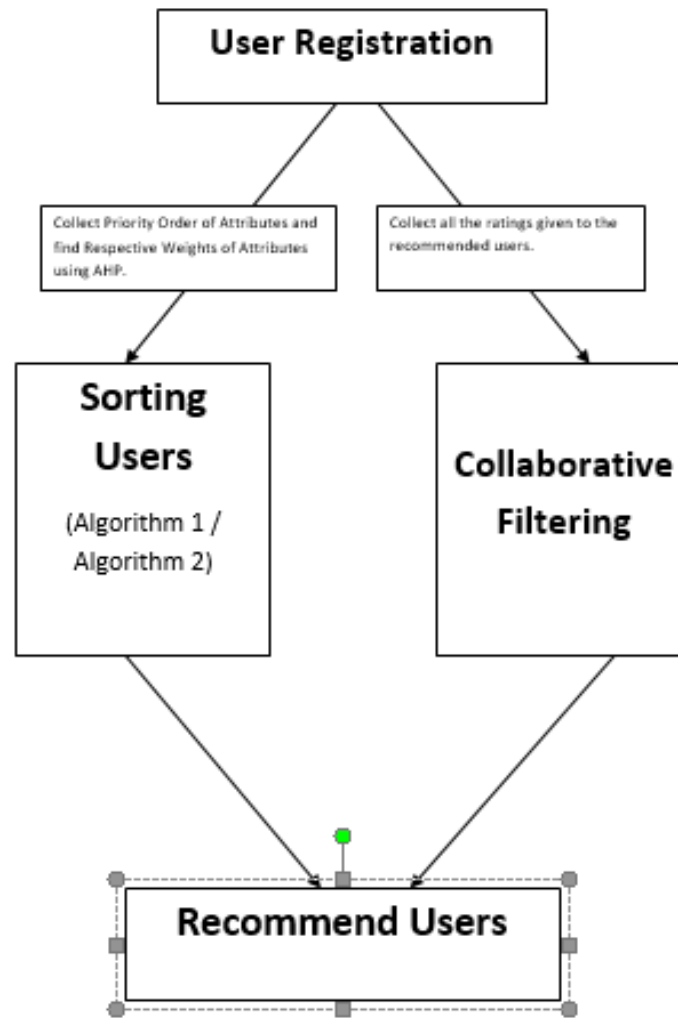 User Registration
Collect Priority Order of Attributes and
find Respective Weights of Attributes
using AHP.
Collect all the ratings given to the
recommended users.
Sorting
Users
(Algorithm 1 /
Algorithm 2)
Collaborative
Filtering
Recommend Users